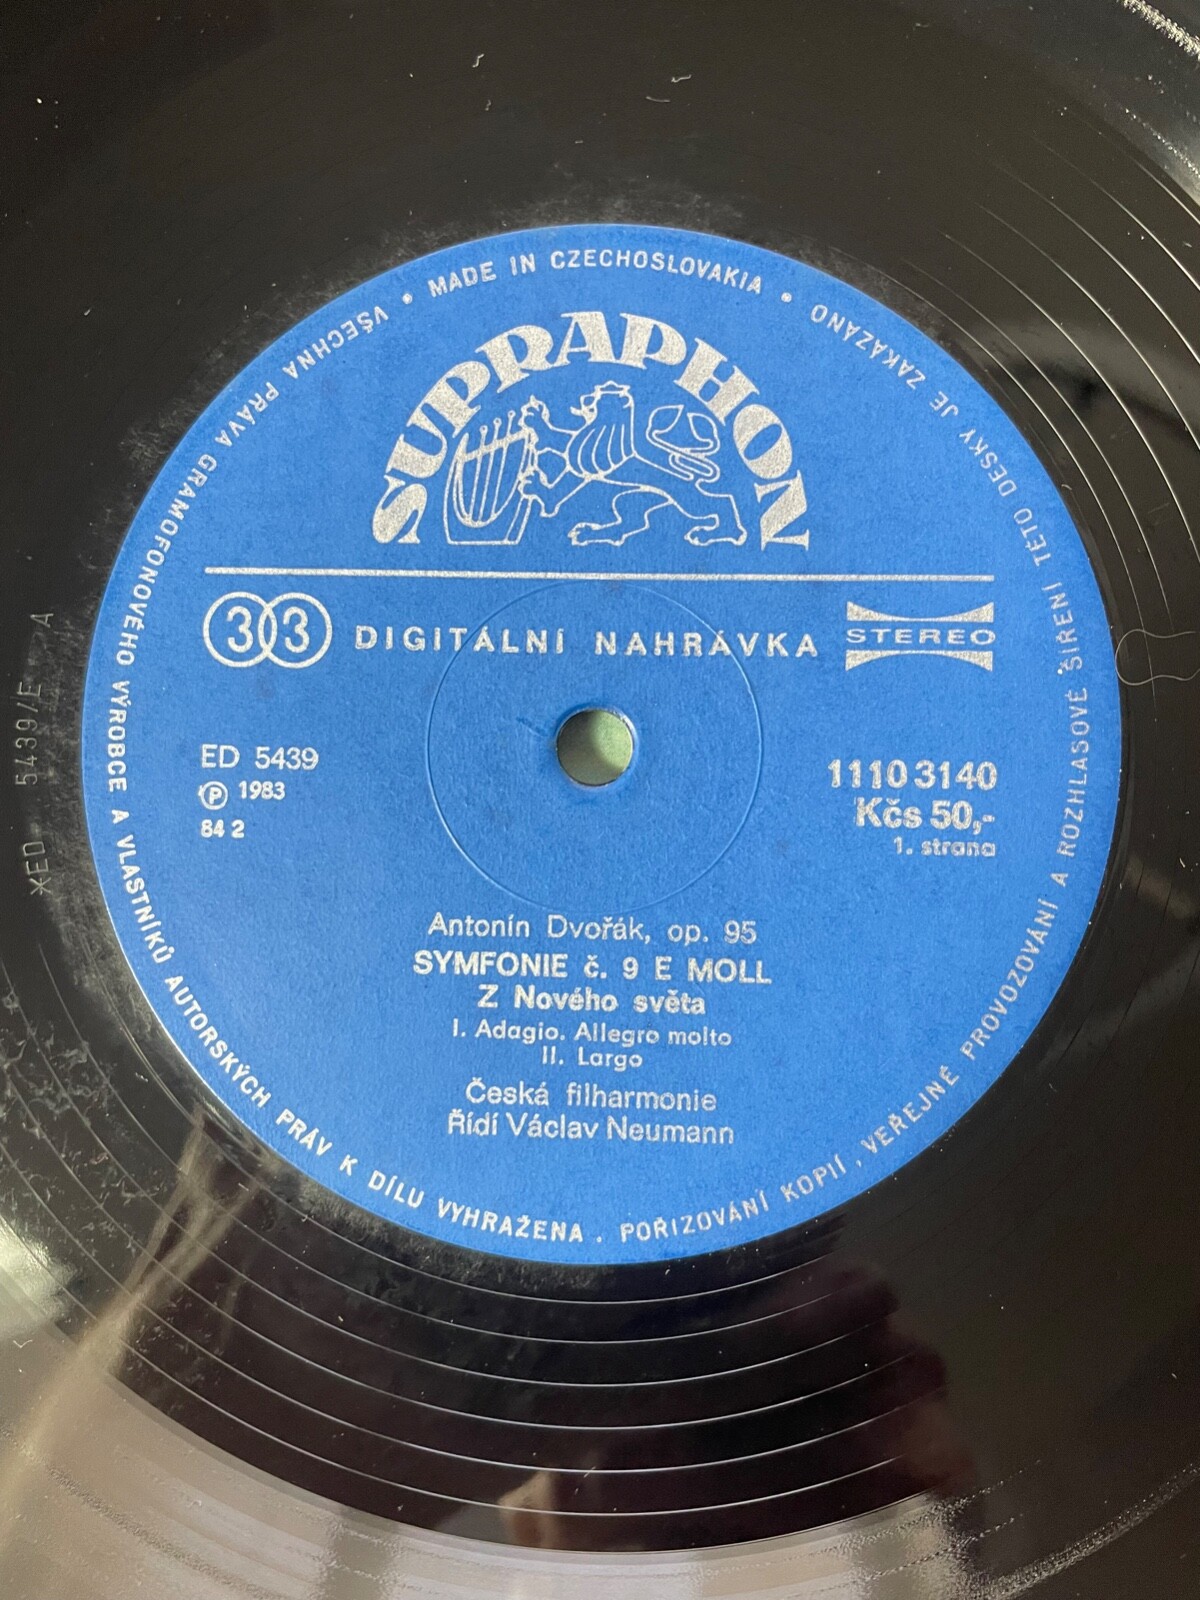 MADE IN CZECHOSLOVAKIA
SUPRAPHON
33 DIGITÁLNÍ NAHRÁVKA STEREO
ED 5439
Ⓟ 1983
84 2
1110 3140
Kčs 50,-
1. strana
Antonín Dvořák, op. 95
SYMFONIE č. 9 E MOLL
Z Nového světa
I. Adagio. Allegro molto
II. Largo
Česká filharmonie
Řídí Václav Neumann
VŠECHNA PRÁVA GRAMOFONOVÉHO VÝROBCE A VLASTNÍKŮ AUTORSKÝCH PRÁV K DÍLU VYHRAŽENA . POŘIZOVÁNÍ KOPIÍ , VEŘEJNÉ PROVOZOVÁNÍ A ROZHLASOVÉ ŠÍŘENÍ TÉTO DESKY JE ZAKÁZÁNO
*ED 5439/E A